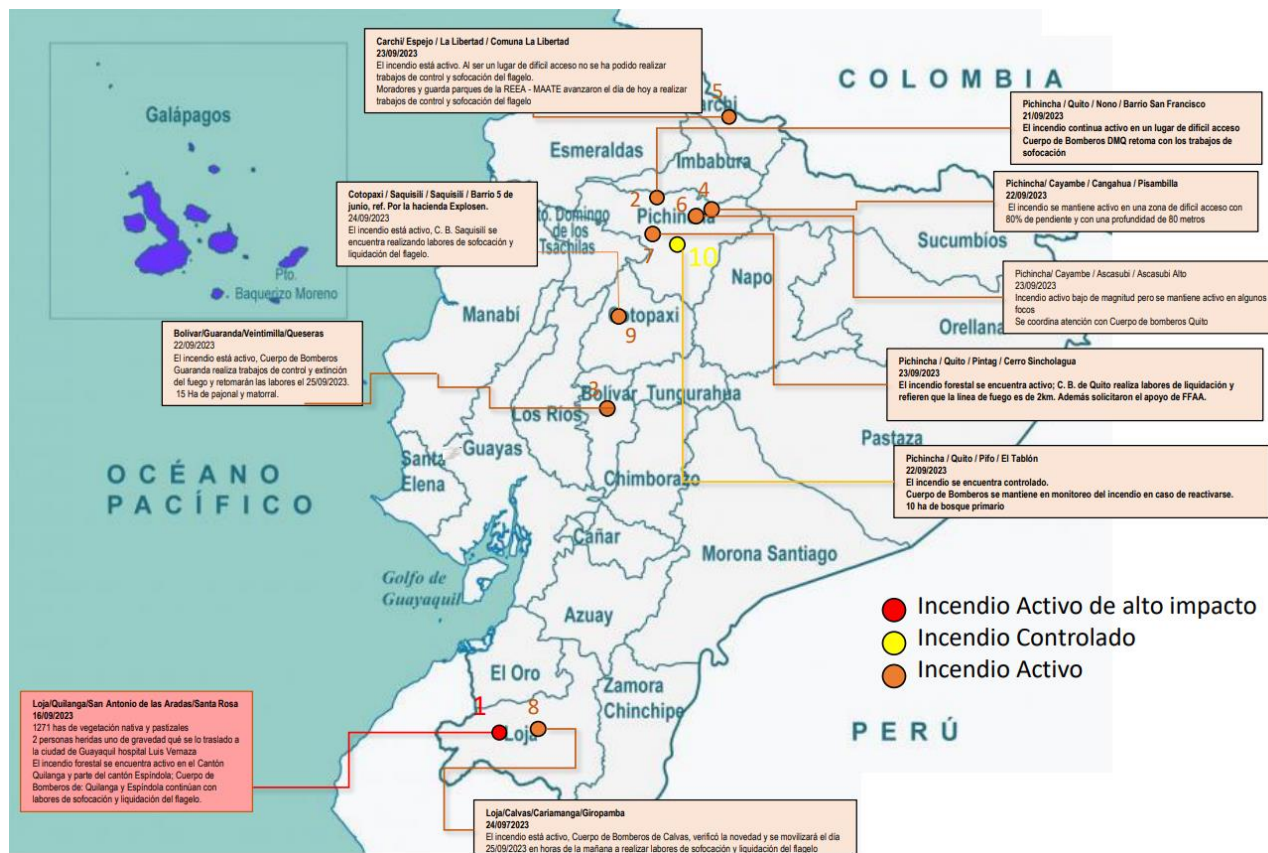 Carchi/ Espejo / La Libertad / Comuna La Libertad
23/09/2023
El incendio está activo. Al ser un lugar de difícil acceso no se ha podido realizar
trabajos de control y sofocación del flagelo.
Moradores y guarda parques de la REEA - MAATE avanzaron el día de hoy a realizar
trabajos de control y sofocación del flagelo
COLOMBIA
Galápagos
Pto.
Baquerizo Moreno
5
Pichincha / Quito / Nono / Barrio San Francisco
21/09/2023
El incendio continua activo en un lugar de difícil acceso
Cuerpo de Bomberos DMQ retoma con los trabajos de
sofocación
Esmeraldas
Imbabura
Pichincha/ Cayambe / Cangahua / Pisambilla
22/09/2023
El incendio se mantiene activo en una zona de difícil acceso con
80% de pendiente y con una profundidad de 80 metros
Cotopaxi / Saquisilí / Saquisilí / Barrio 5 de
junio, ref. Por la hacienda Explosen.
24/09/2023
El incendio está activo, C. B. Saquisilí se
encuentra realizando labores de sofocación y
liquidación del flagelo.
2
4
6
7
10
de los
Tsáchilas
Sucumbíos
Napo
Pichincha/ Cayambe / Ascasubi / Ascasubi Alto
23/09/2023
Incendio activo bajo de magnitud pero se mantiene activo en algunos
focos
Se coordina atención con Cuerpo de bomberos Quito
Manabí
9
Orellana
Bolívar/Guaranda/Veintimilla/Queseras
22/09/2023
El incendio está activo, Cuerpo de Bomberos
Guaranda realiza trabajos de control y extinción
del fuego y retomarán las labores el 25/09/2023.
15 Ha de pajonal y matorral.
Pichincha / Quito / Pintag / Cerro Sincholagua
23/09/2023
El incendio forestal se encuentra activo; C. B. de Quito realiza labores de liquidación y
refieren que la línea de fuego es de 2km. Además solicitaron el apoyo de FFAA.
3
Bolívar
Tungurahua
Los Ríos
Pastaza
Guayas
Santa
Elena
OCÉANO
PACÍFICO
Chimborazo
Pichincha / Quito / Pifo / El Tablón
22/09/2023
El incendio se encuentra controlado.
Cuerpo de Bomberos se mantiene en monitoreo del incendio en caso de reactivarse.
10 ha de bosque primario
Cañar
Morona Santiago
Golfo de
Guayaquil
Azuay
Incendio Activo de alto impacto
Incendio Controlado
Incendio Activo
El Oro
Zamora
Chinchipe
PERÚ
1
8
Loja
Loja/Quilanga/San Antonio de las Aradas/Santa Rosa
16/09/2023
1271 has de vegetación nativa y pastizales
2 personas heridas uno de gravedad qué se lo traslado a
la ciudad de Guayaquil hospital Luis Vernaza
El incendio forestal se encuentra activo en el Cantón
Quilanga y parte del cantón Espíndola; Cuerpo de
Bomberos de: Quilanga y Espíndola continúan con
labores de sofocación y liquidación del flagelo.
Loja/Calvas/Cariamanga/Giropamba
24/0972023
El incendio está activo, Cuerpo de Bomberos de Calvas, verificó la novedad y se movilizará el día
25/09/2023 en horas de la mañana a realizar labores de sofocación y liquidación del flagelo